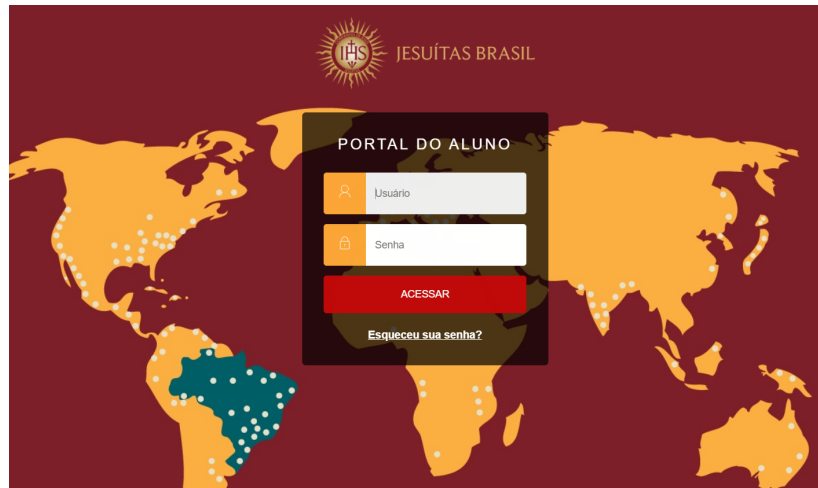 IHS
JESUÍTAS BRASIL
PORTAL DO ALUNO
Usuário
Senha
ACESSAR
Esqueceu sua senha?